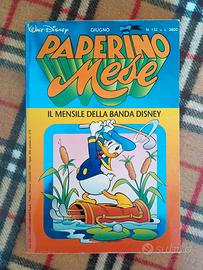 Walt Disney
GIUGNO
N. 132 - L. 2800
PAPERINO
Mese
IL MENSILE DELLA BANDA DISNEY
subito